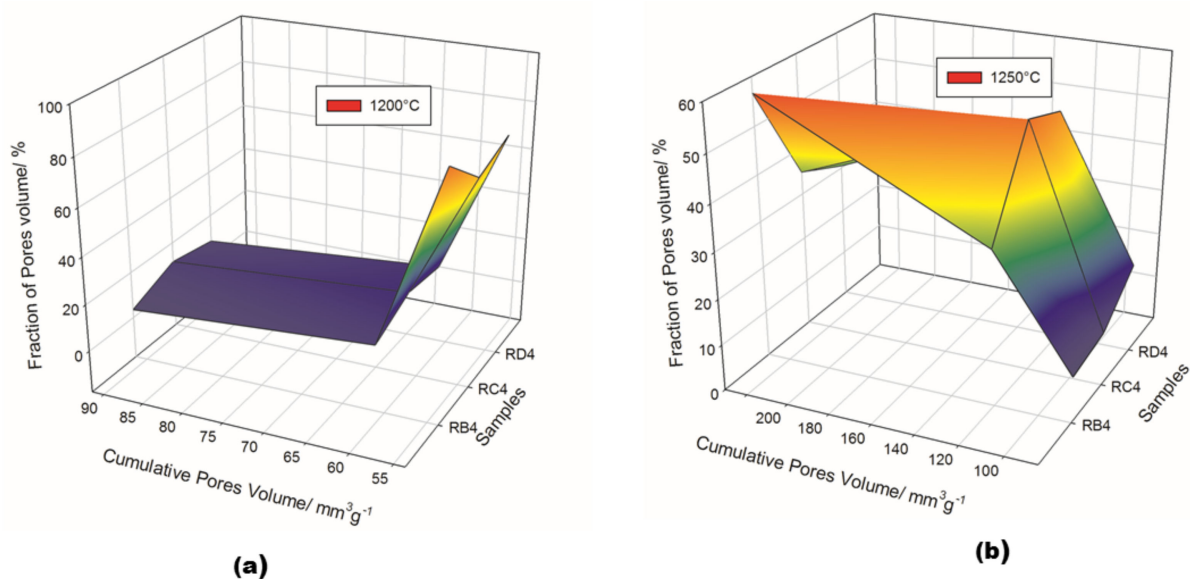 1200°C
Fraction of Pores volume/ %
100
80
60
40
20
0
90
85
80
75
70
65
60
55
Cumulative Pores Volume/ mm³g⁻¹
RB4
RC4
RD4
Samples
(a)
1250°C
Fraction of Pores volume/ %
60
50
40
30
20
10
0
200
180
160
140
120
100
Cumulative Pores Volume/ mm³g⁻¹
RB4
RC4
RD4
Samples
(b)